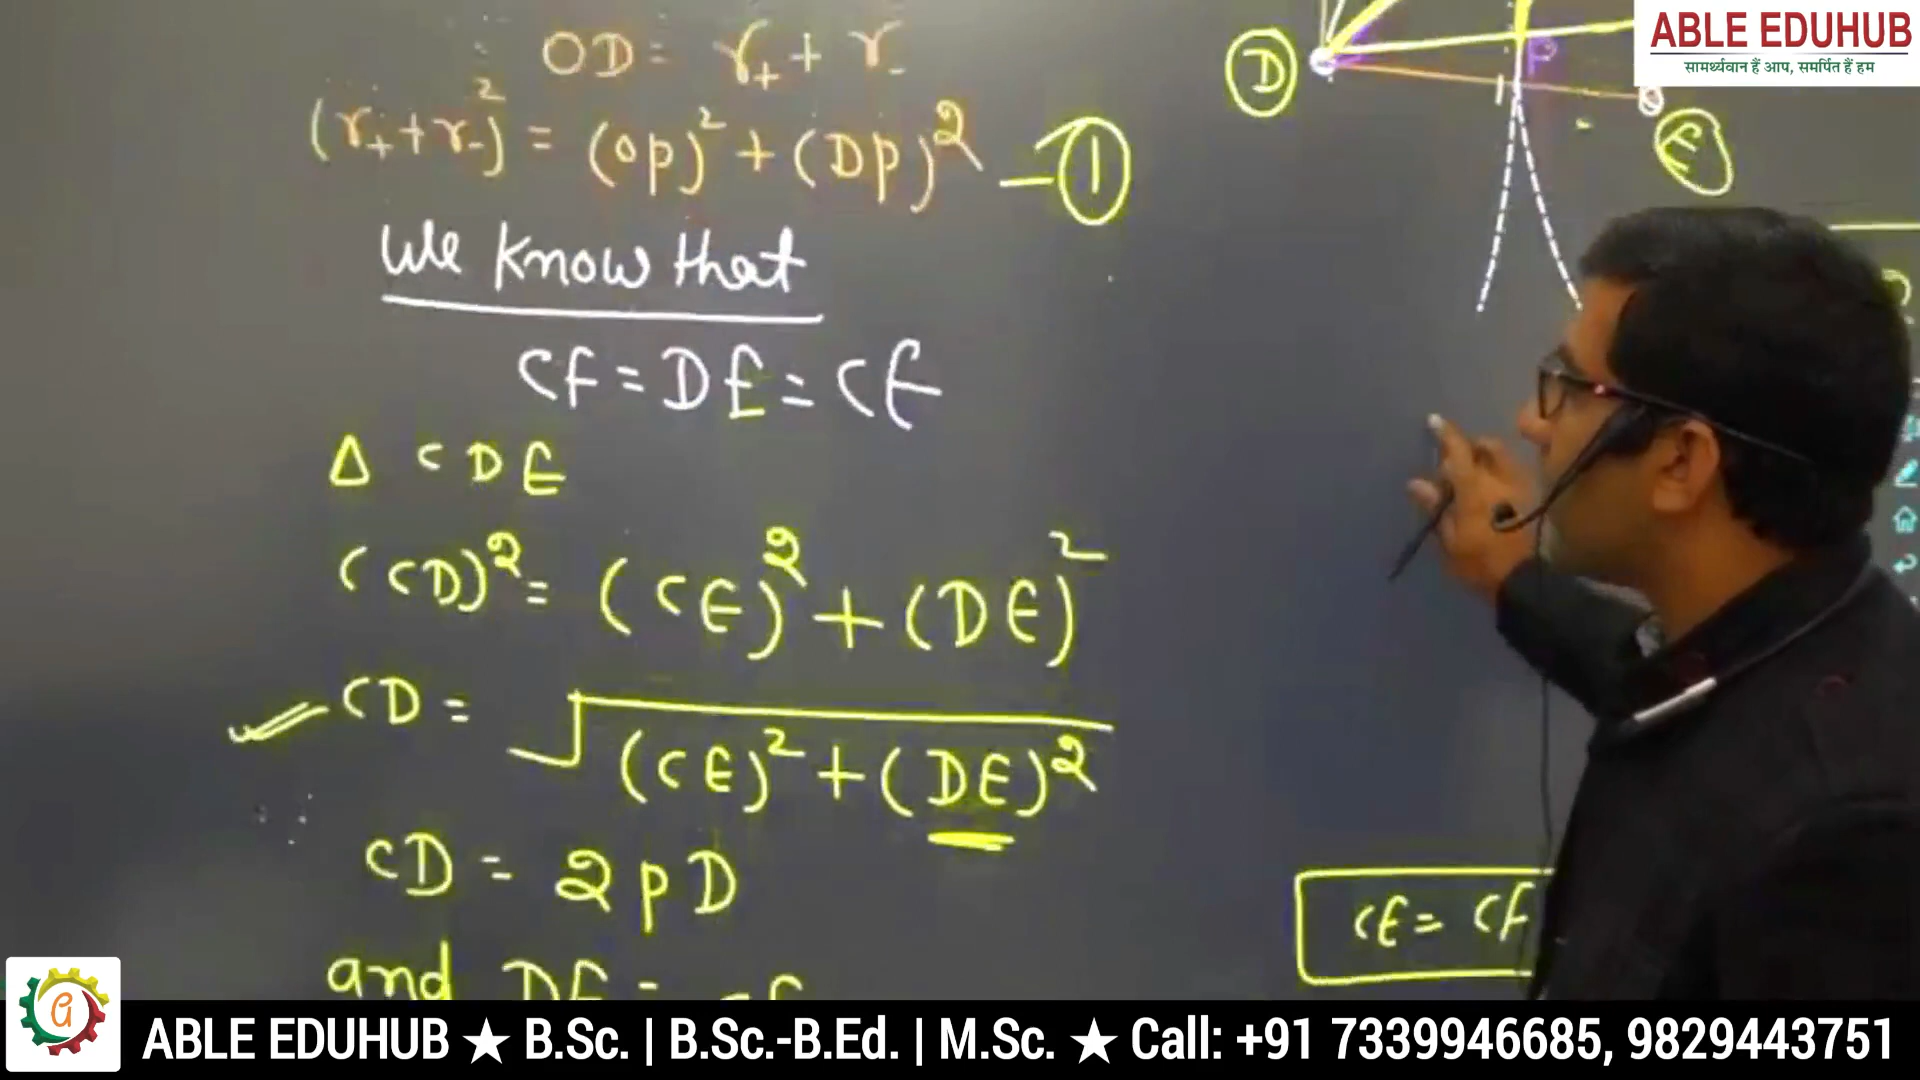 OD = r₊ + r₋
(r₊+r₋)² = (OP)² + (DP)² — ①
We know that
CF = DE = CE
Δ CDE
(CD)² = (CE)² + (DE)²
CD = √(CE)² + (DE)²
CD = 2PD
and DE =
D
P
E
CE = CF
ABLE EDUHUB
सामर्थ्यवान हैं आप, समर्पित हैं हम
ABLE EDUHUB ★ B.Sc. | B.Sc.-B.Ed. | M.Sc. ★ Call: +91 7339946685, 9829443751